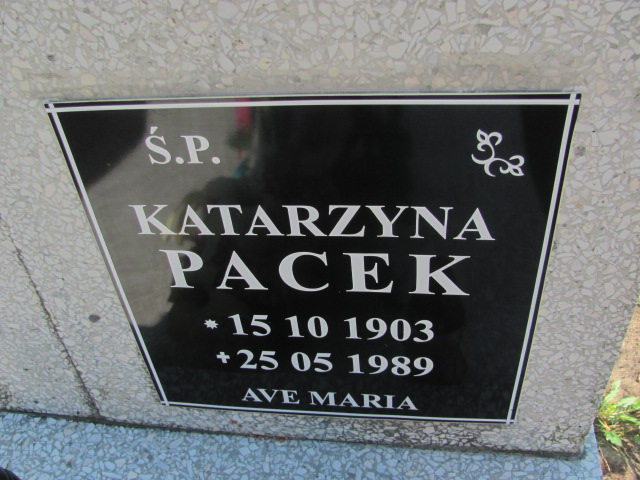 Ś.P.
KATARZYNA
PACEK
* 15 10 1903
✝ 25 05 1989
AVE MARIA